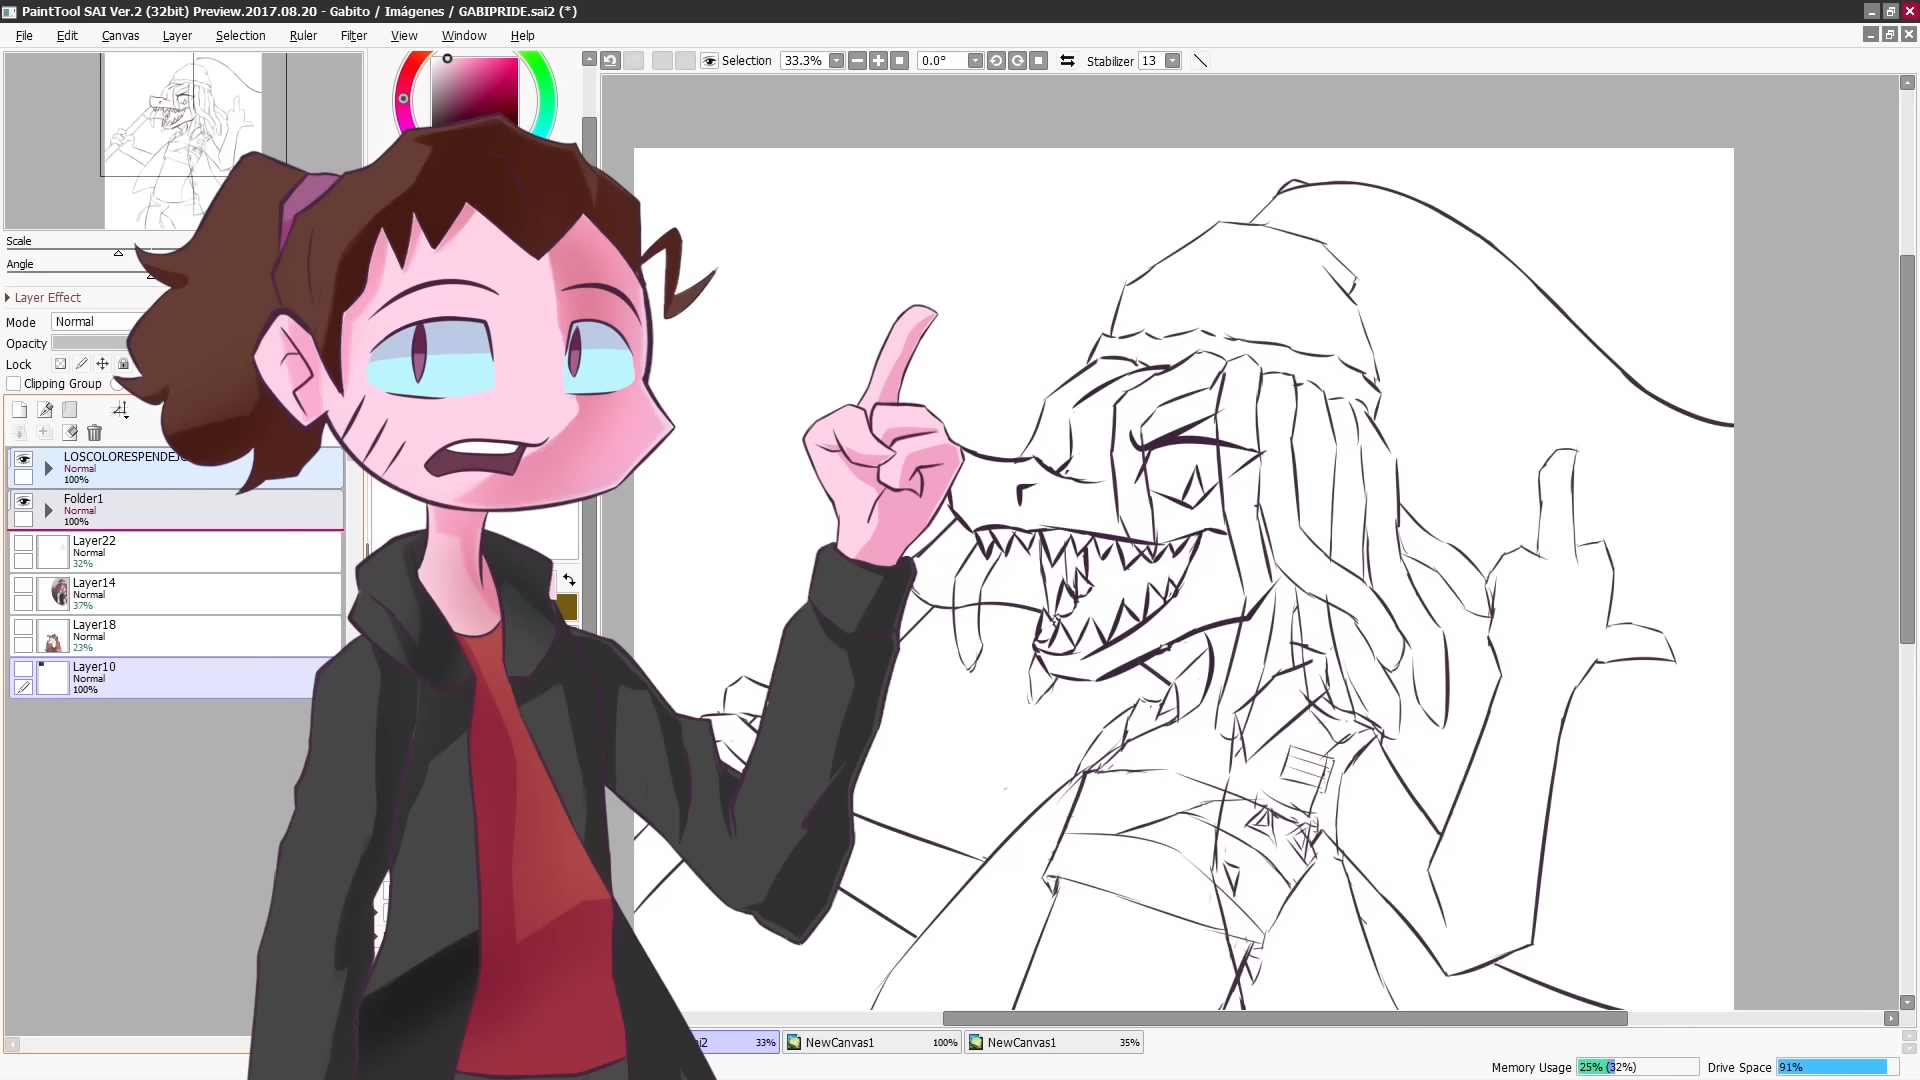 PaintTool SAI Ver.2 (32bit) Preview.2017.08.20 - Gabito / Imágenes / GABIPRIDE.sai2 (*)
File Edit Canvas Layer Selection Ruler Filter View Window Help
Selection 33.3% 0.0° Stabilizer 13
Scale
Angle
Layer Effect
Mode Normal
Opacity
Lock
Clipping Group
LOSCOLORESPENDEJO
Normal
100%
Folder1
Normal
100%
Layer22
Normal
32%
Layer14
Normal
37%
Layer18
Normal
23%
Layer10
Normal
100%
33% NewCanvas1 100% NewCanvas1 35%
Memory Usage 25% (32%) Drive Space 91%